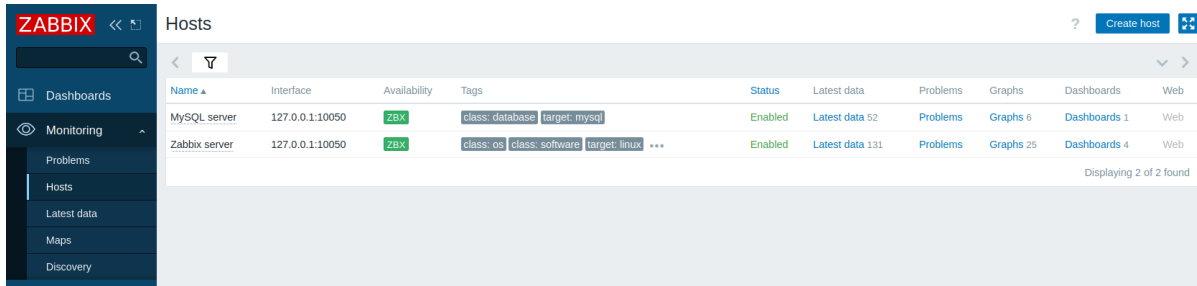 ZABBIX
Hosts
?
Create host
Dashboards
Monitoring
Problems
Hosts
Latest data
Maps
Discovery
Name Interface Availability Tags Status Latest data Problems Graphs Dashboards Web
MySQL server 127.0.0.1:10050 ZBX class: database target: mysql Enabled Latest data 52 Problems Graphs 6 Dashboards 1 Web
Zabbix server 127.0.0.1:10050 ZBX class: os class: software target: linux ••• Enabled Latest data 131 Problems Graphs 25 Dashboards 4 Web
Displaying 2 of 2 found